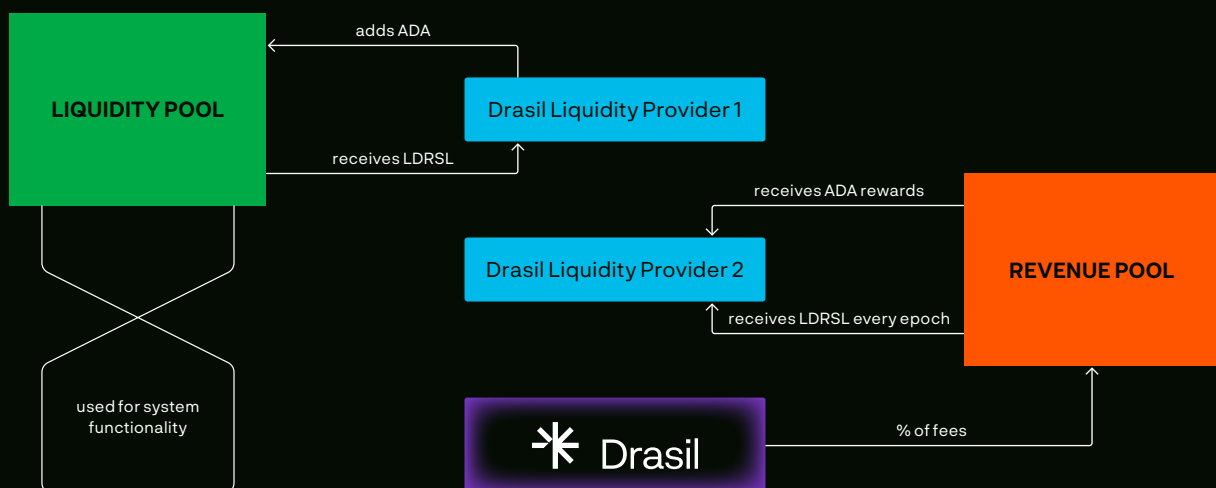 adds ADA
LIQUIDITY POOL
Drasil Liquidity Provider 1
receives LDRSL
receives ADA rewards
Drasil Liquidity Provider 2
REVENUE POOL
receives LDRSL every epoch
used for system
functionality
Drasil
% of fees